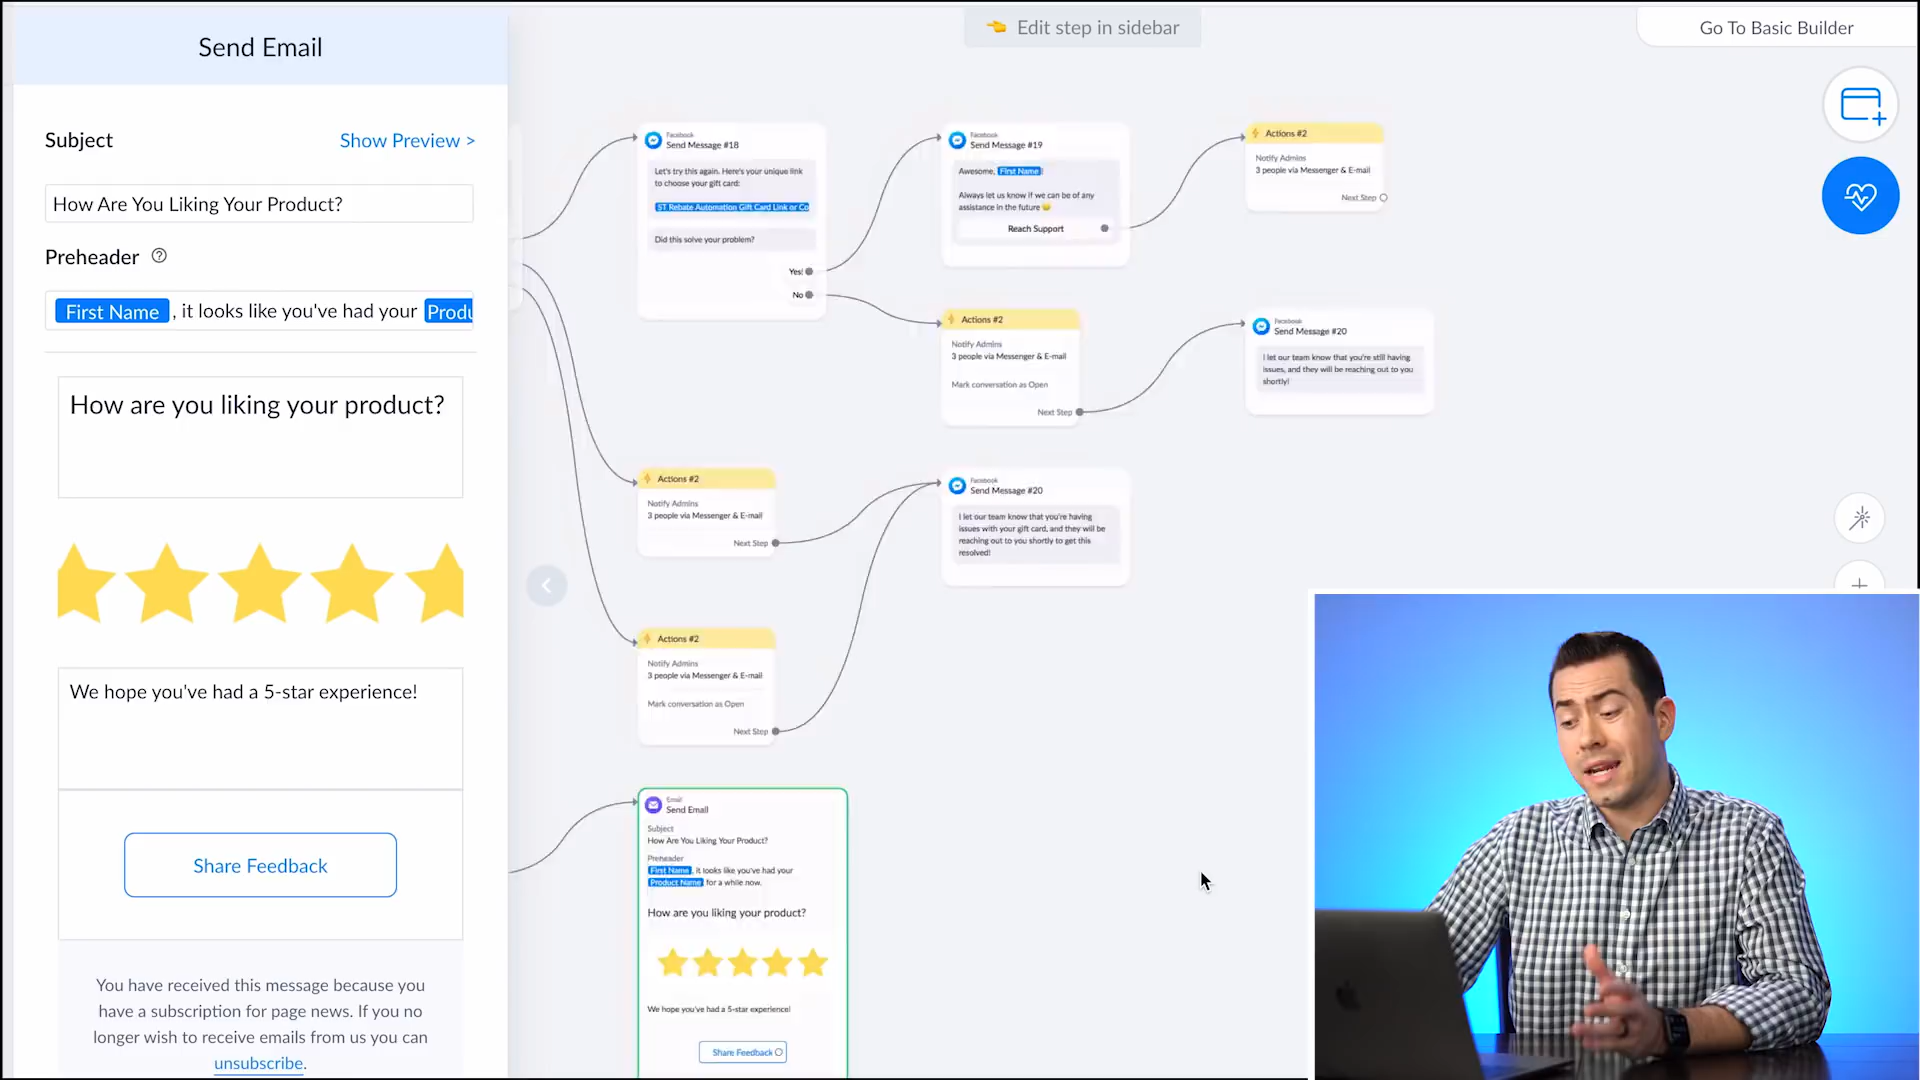 Send Email
Subject
Show Preview >
How Are You Liking Your Product?
Preheader
First Name , it looks like you've had your
How are you liking your product?
We hope you've had a 5-star experience!
Share Feedback
You have received this message because you
have a subscription for page news. If you no
longer wish to receive emails from us you can
unsubscribe.
Edit step in sidebar
Go To Basic Builder
Facebook
Send Message #18
Let's try this again. Here's your unique link
to choose your gift card:
ST Rebate Automation Gift Card Link or Co
Did this solve your problem?
Yes!
No
Facebook
Send Message #19
Awesome, First Name !
Always let us know if we can be of any
assistance in the future
Reach Support
Actions #2
Notify Admins
3 people via Messenger & E-mail
Next Step
Actions #2
Notify Admins
3 people via Messenger & E-mail
Mark conversation as Open
Next Step
Facebook
Send Message #20
I let our team know that you're still having
issues, and they will be reaching out to you
shortly!
Actions #2
Notify Admins
3 people via Messenger & E-mail
Next Step
Facebook
Send Message #20
I let our team know that you're having
issues with your gift card, and they will be
reaching out to you shortly to get this
resolved!
Actions #2
Notify Admins
3 people via Messenger & E-mail
Mark conversation as Open
Next Step
Email
Send Email
Subject
How Are You Liking Your Product?
Preheader
First Name , it looks like you've had your
Product Name for a while now.
How are you liking your product?
We hope you've had a 5-star experience!
Share Feedback